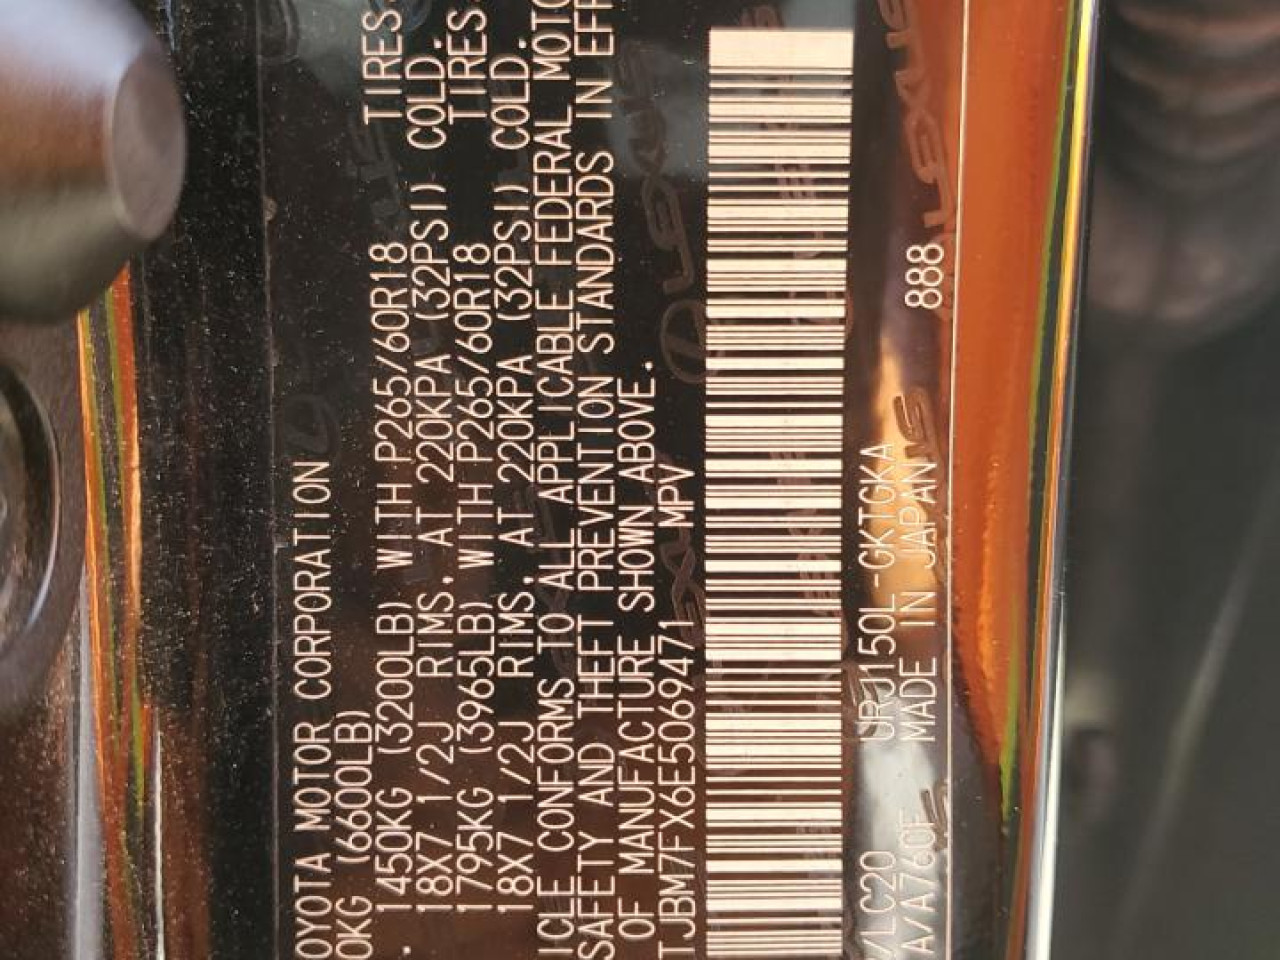 OYOTA MOTOR CORPORATION
0KG (6600LB)
. 1450KG (3200LB) WITH P265/60R18 TIRES.
18X7 1/2J RIMS, AT 220KPA (32PSI) COLD.
1795KG (3965LB) WITH P265/60R18 TIRES.
18X7 1/2J RIMS, AT 220KPA (32PSI) COLD.
ICLE CONFORMS TO ALL APPLICABLE FEDERAL MOTO
SAFETY AND THEFT PREVENTION STANDARDS IN EFF
OF MANUFACTURE SHOWN ABOVE.
TJBM7FX6E5069471 MPV
/LC20 URJ150L-GKTGKA
A/A760F MADE IN JAPAN 888
LEXUS